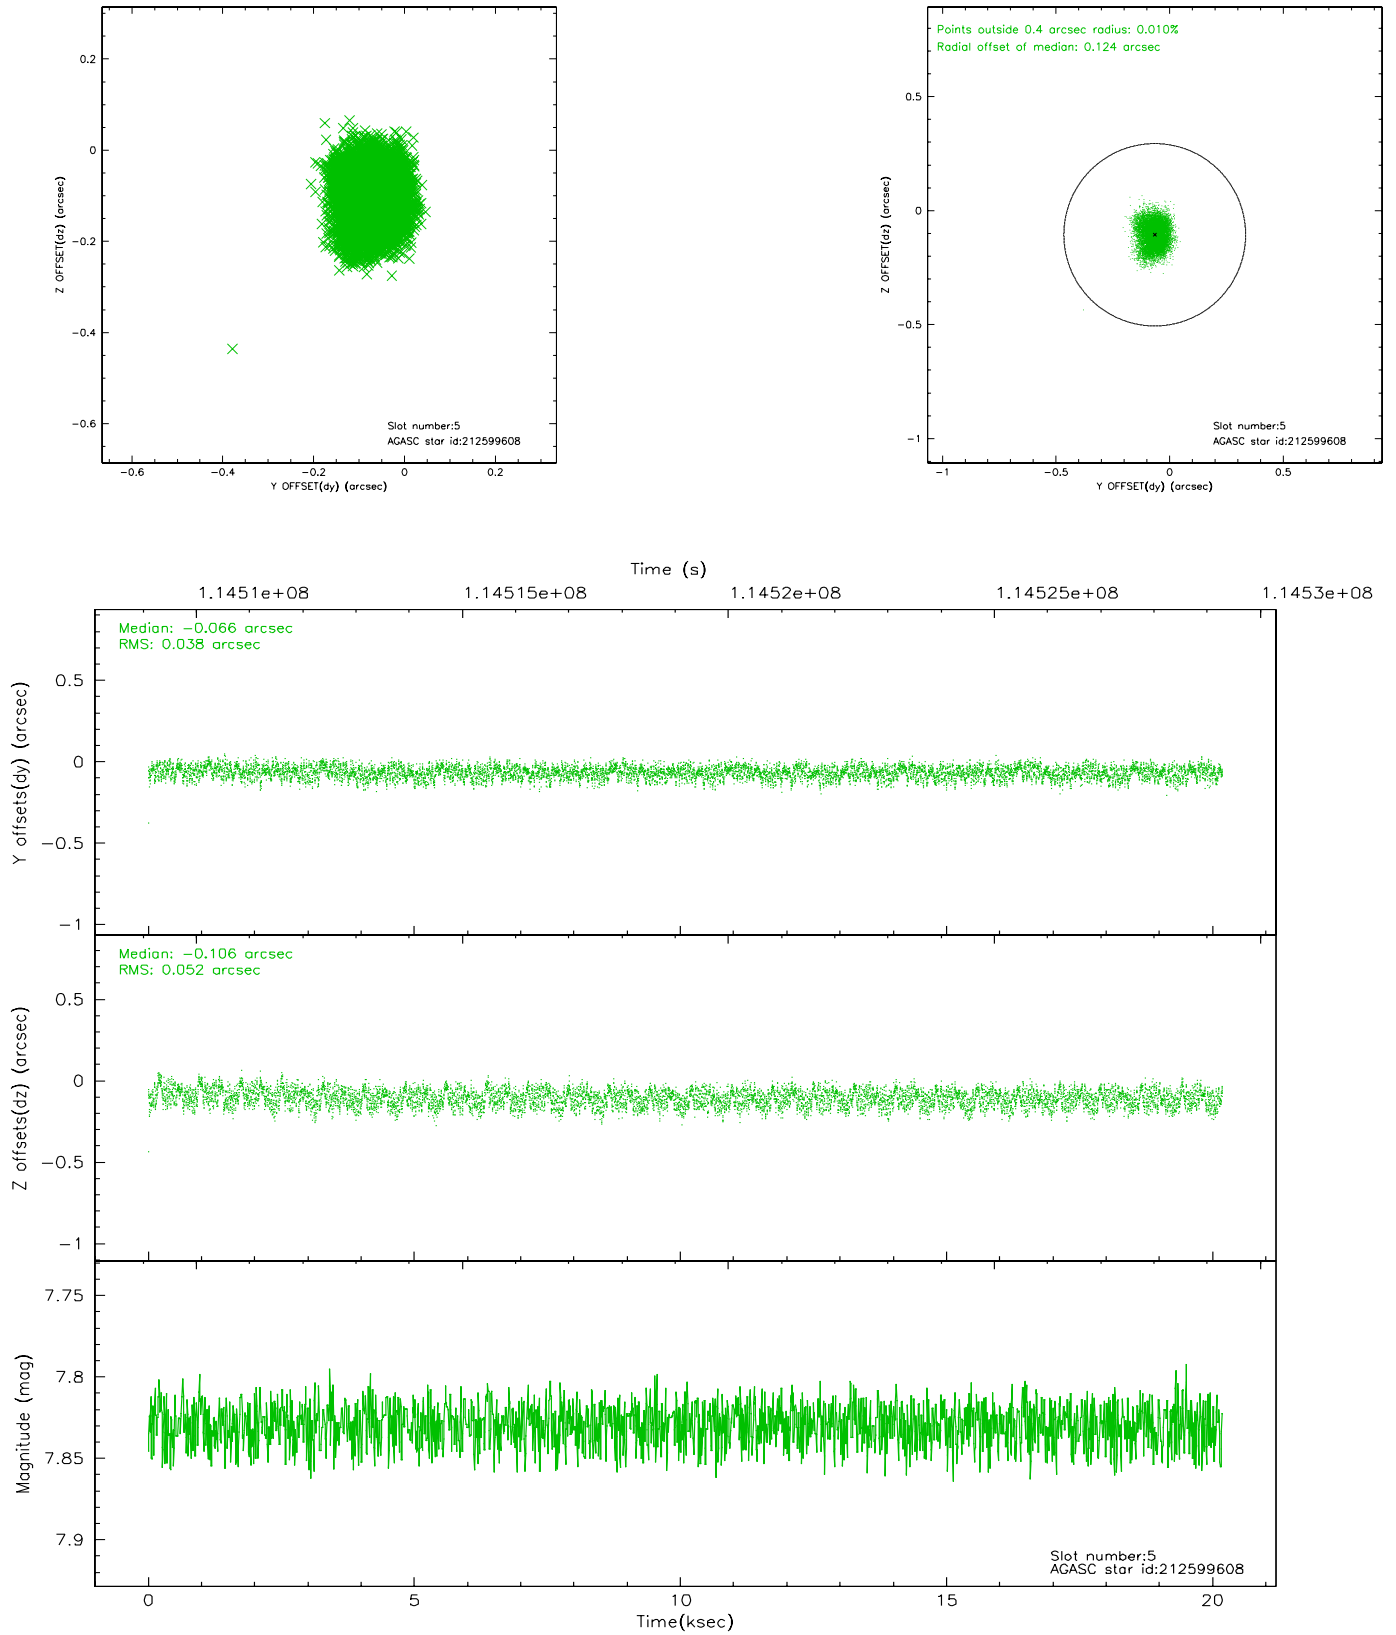 0.2
0
−0.2
−0.4
−0.6
Z OFFSET(dz) (arcsec)
Slot number:5
AGASC star id:212599608
−0.6 −0.4 −0.2 0 0.2
Y OFFSET(dy) (arcsec)
Points outside 0.4 arcsec radius: 0.010%
Radial offset of median: 0.124 arcsec
0.5
0
−0.5
−1
Z OFFSET(dz) (arcsec)
Slot number:5
AGASC star id:212599608
−1 −0.5 0 0.5
Y OFFSET(dy) (arcsec)
Time (s)
1.1451e+08 1.14515e+08 1.1452e+08 1.14525e+08 1.1453e+08
Median: −0.066 arcsec
RMS: 0.038 arcsec
0.5
0
−0.5
−1
Y offsets(dy) (arcsec)
Median: −0.106 arcsec
RMS: 0.052 arcsec
0.5
0
−0.5
−1
Z offsets(dz) (arcsec)
7.75
7.8
7.85
7.9
Magnitude (mag)
Slot number:5
AGASC star id:212599608
0 5 10 15 20
Time(ksec)